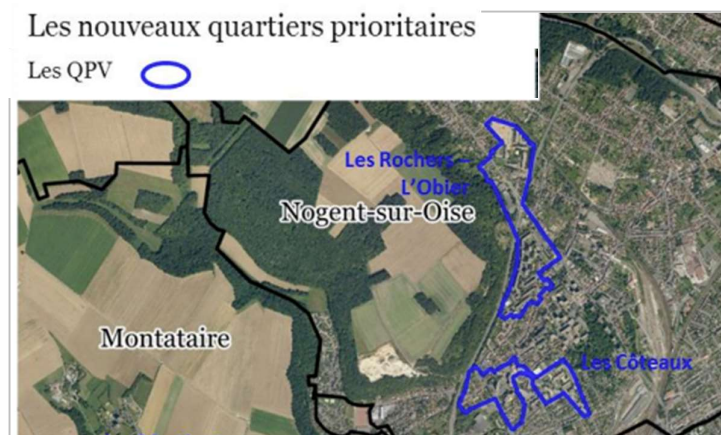 Les nouveaux quartiers prioritaires
Les QPV
Les Rochers –
L'Obier
Nogent-sur-Oise
Montataire
Les Côteaux